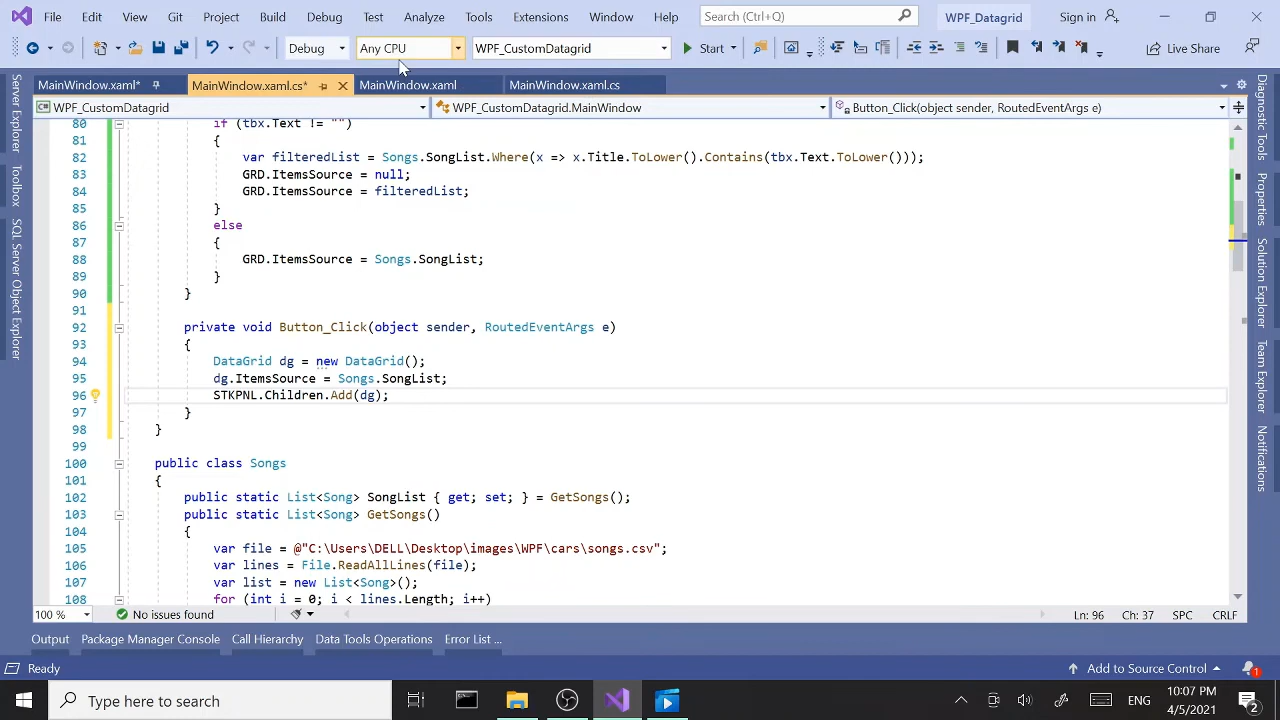 File Edit View Git Project Build Debug Test Analyze Tools Extensions Window Help Search (Ctrl+Q) WPF_Datagrid Sign in
Debug Any CPU WPF_CustomDatagrid Start Live Share
MainWindow.xaml* MainWindow.xaml.cs* MainWindow.xaml MainWindow.xaml.cs
WPF_CustomDatagrid WPF_CustomDatagrid.MainWindow Button_Click(object sender, RoutedEventArgs e)
80 if (tbx.Text != "")
81 {
82 var filteredList = Songs.SongList.Where(x => x.Title.ToLower().Contains(tbx.Text.ToLower()));
83 GRD.ItemsSource = null;
84 GRD.ItemsSource = filteredList;
85 }
86 else
87 {
88 GRD.ItemsSource = Songs.SongList;
89 }
90 }
91
92 private void Button_Click(object sender, RoutedEventArgs e)
93 {
94 DataGrid dg = new DataGrid();
95 dg.ItemsSource = Songs.SongList;
96 STKPNL.Children.Add(dg);
97 }
98 }
99
100 public class Songs
101 {
102 public static List<Song> SongList { get; set; } = GetSongs();
103 public static List<Song> GetSongs()
104 {
105 var file = @"C:\Users\DELL\Desktop\images\WPF\cars\songs.csv";
106 var lines = File.ReadAllLines(file);
107 var list = new List<Song>();
108 for (int i = 0; i < lines.Length; i++)
Server Explorer
Toolbox
SQL Server Object Explorer
Diagnostic Tools
Properties
Solution Explorer
Team Explorer
Notifications
100 % No issues found Ln: 96 Ch: 37 SPC CRLF
Output Package Manager Console Call Hierarchy Data Tools Operations Error List ...
Ready Add to Source Control 1
Type here to search ENG 0:07 PM
4/5/2021 2